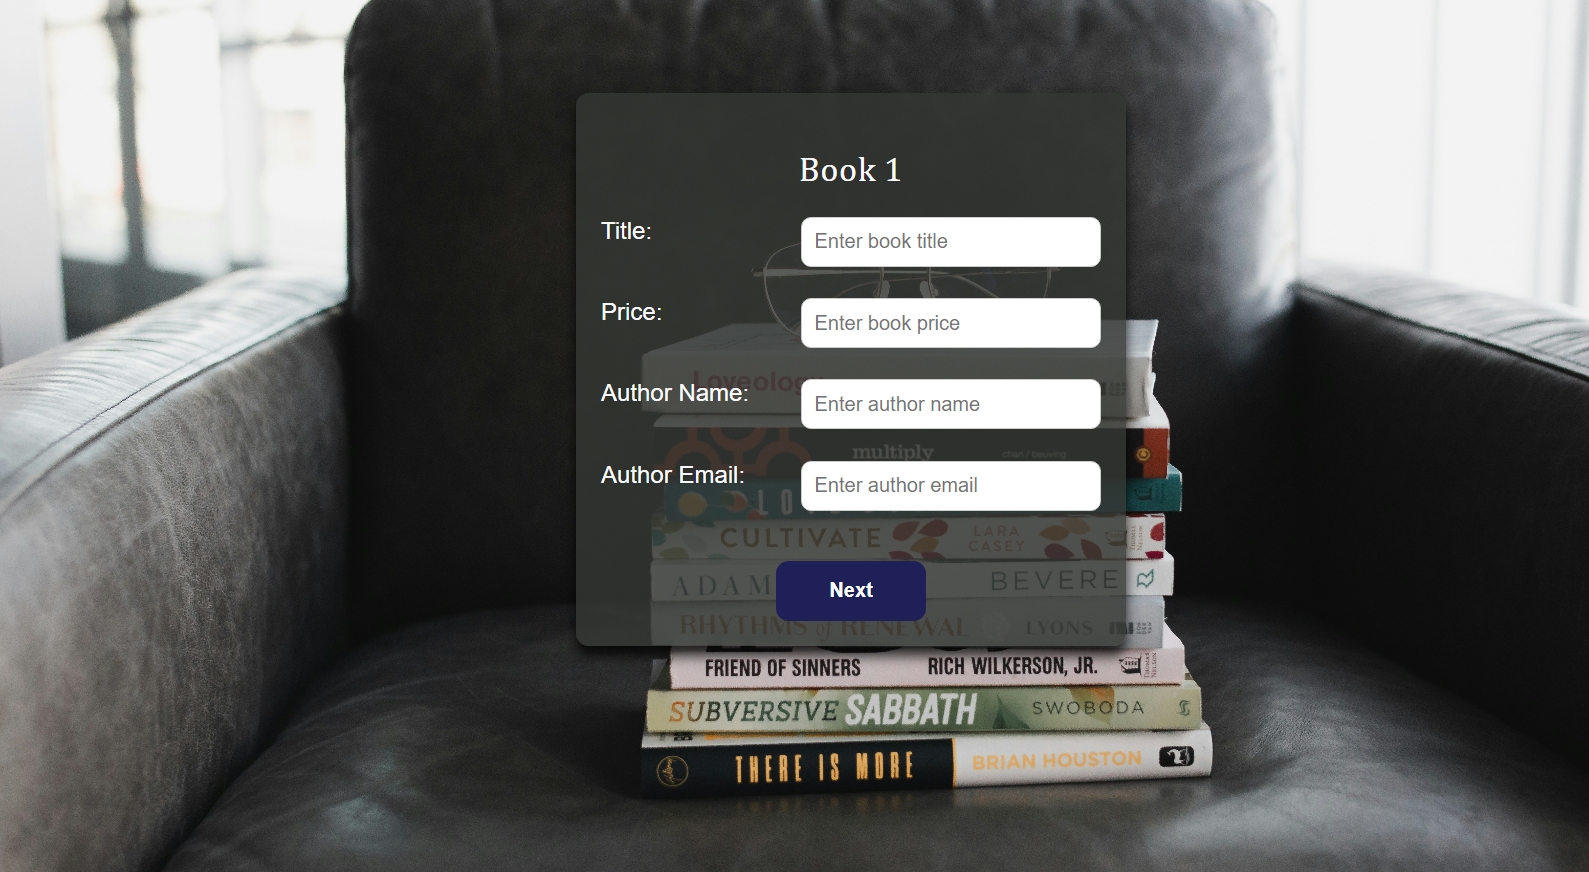 Book 1
Title:
Enter book title
Price:
Enter book price
Loveology
Author Name:
Enter author name
multiply
chan / beuving
Author Email:
Enter author email
CULTIVATE LARA CASEY
ADAM BEVERE
Next
RHYTHMS of RENEWAL LYONS
FRIEND OF SINNERS RICH WILKERSON, JR.
SUBVERSIVE SABBATH SWOBODA
THERE IS MORE BRIAN HOUSTON